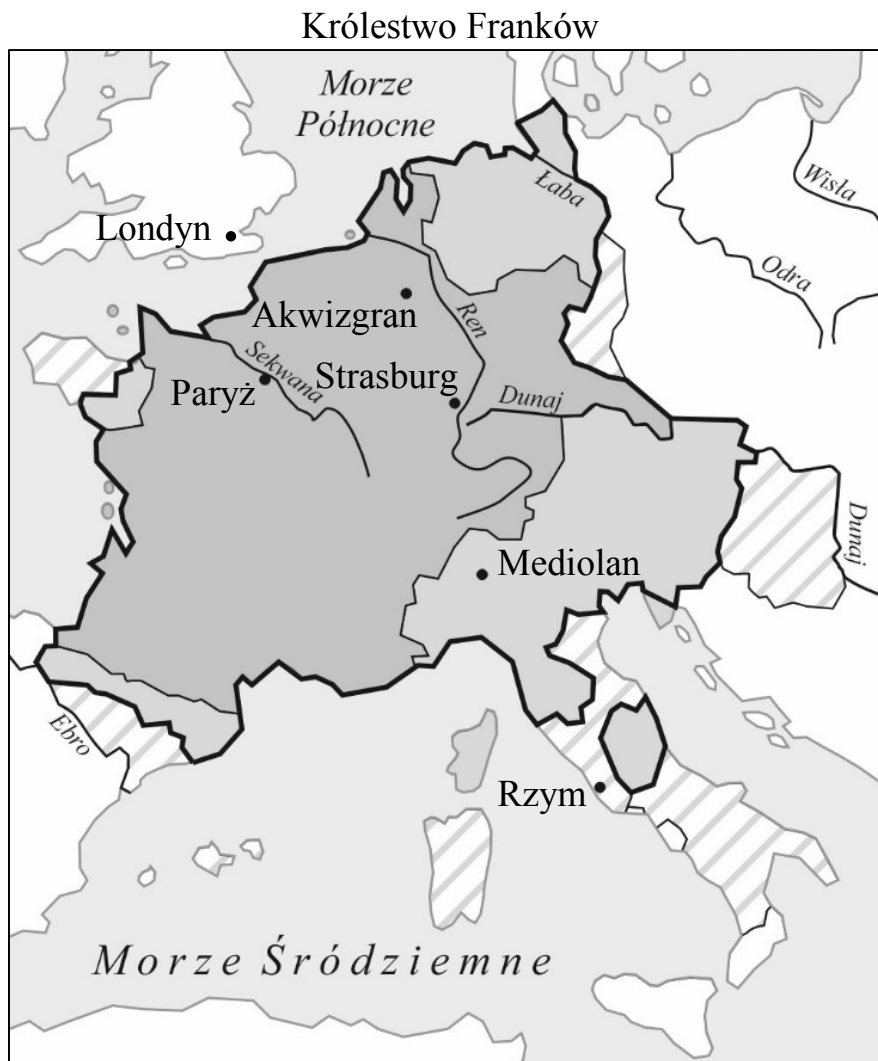 Królestwo Franków
Morze
Północne
Wisła
Łaba
Londyn
Odra
Ren
Akwizgran
Sekwana
Strasburg
Paryż
Dunaj
Dunaj
Mediolan
Ebro
Rzym
Morze Śródziemne